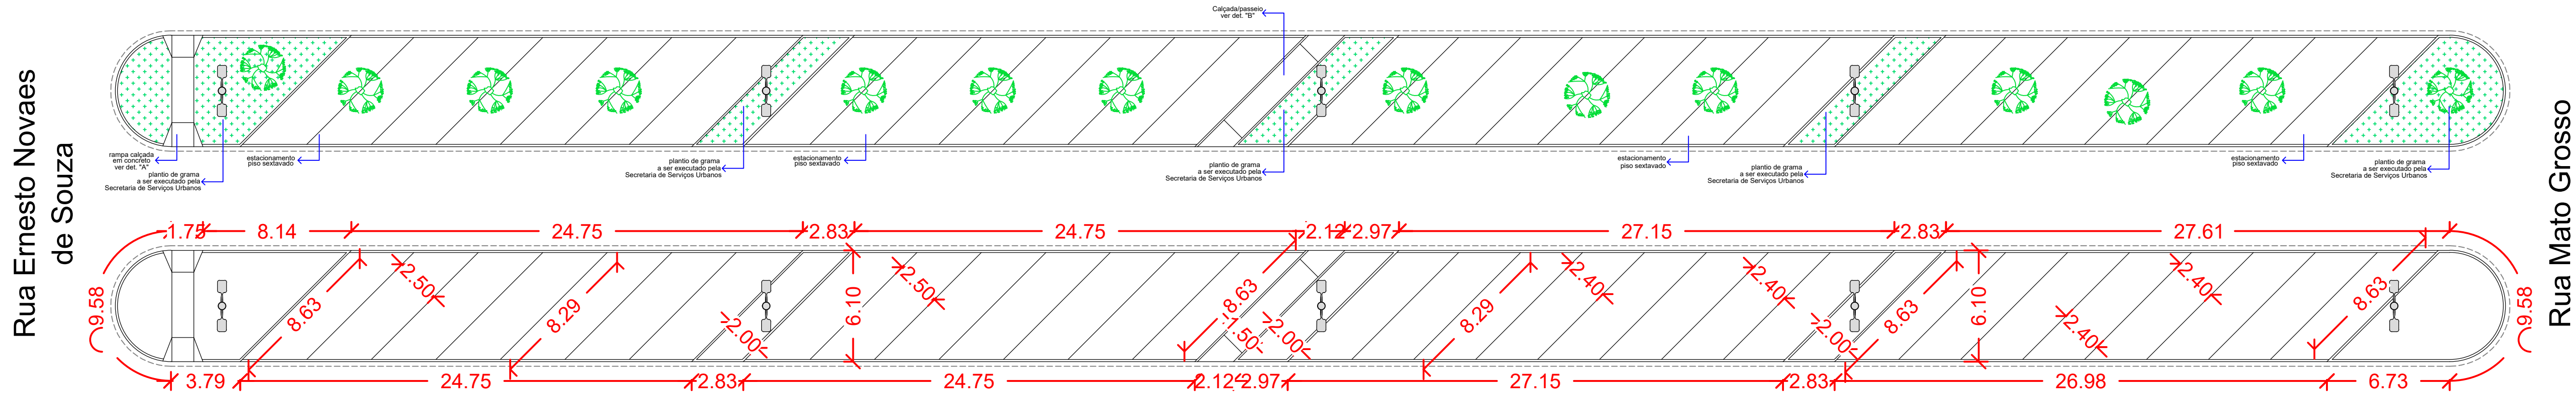 Rua Ernesto Novaes
de Souza
Calçada/passeio
ver det. "B"
rampa calçada
em concreto
ver det. "A"
plantio de grama
a ser executado pela
Secretaria de Serviços Urbanos
estacionamento
piso sextavado
plantio de grama
a ser executado pela
Secretaria de Serviços Urbanos
estacionamento
piso sextavado
plantio de grama
a ser executado pela
Secretaria de Serviços Urbanos
estacionamento
piso sextavado
plantio de grama
a ser executado pela
Secretaria de Serviços Urbanos
estacionamento
piso sextavado
plantio de grama
a ser executado pela
Secretaria de Serviços Urbanos
Rua Mato Grosso
1.75 8.14 24.75 2.83 24.75 2.12 2.97 27.15 2.83 27.61
9.58
8.63
2.50
8.29
2.00
6.10
2.50
8.63
1.50
2.00
8.29
2.40
2.40
2.00
8.63
6.10
2.40
2.40
8.63
9.58
3.79 24.75 2.83 24.75 2.12 2.97 27.15 2.83 26.98 6.73